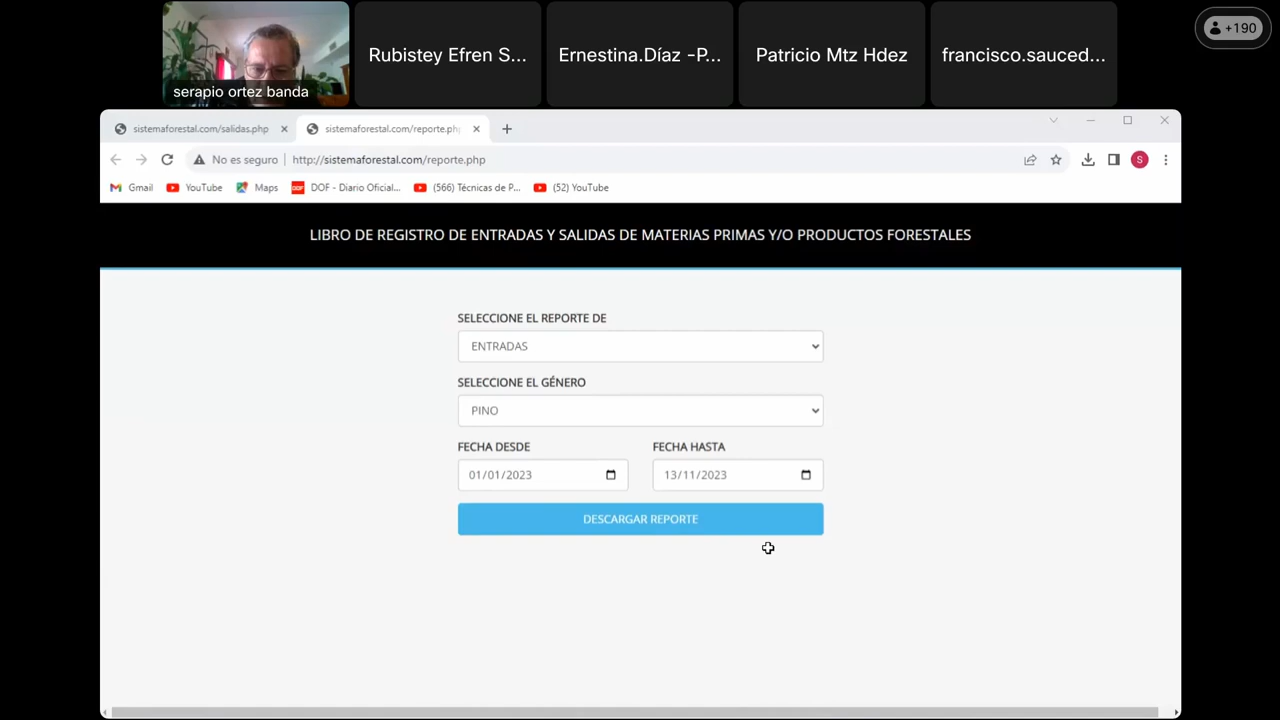 serapio ortez banda
Rubistey Efren S...
Ernestina.Díaz -P...
Patricio Mtz Hdez
francisco.sauced...
+190
sistemaforestal.com/salidas.php
sistemaforestal.com/reporte.ph
No es seguro
http://sistemaforestal.com/reporte.php
S
Gmail
YouTube
Maps
DOF
DOF - Diario Oficial...
(566) Técnicas de P...
(52) YouTube
LIBRO DE REGISTRO DE ENTRADAS Y SALIDAS DE MATERIAS PRIMAS Y/O PRODUCTOS FORESTALES
SELECCIONE EL REPORTE DE
ENTRADAS
SELECCIONE EL GÉNERO
PINO
FECHA DESDE
FECHA HASTA
01/01/2023
13/11/2023
DESCARGAR REPORTE